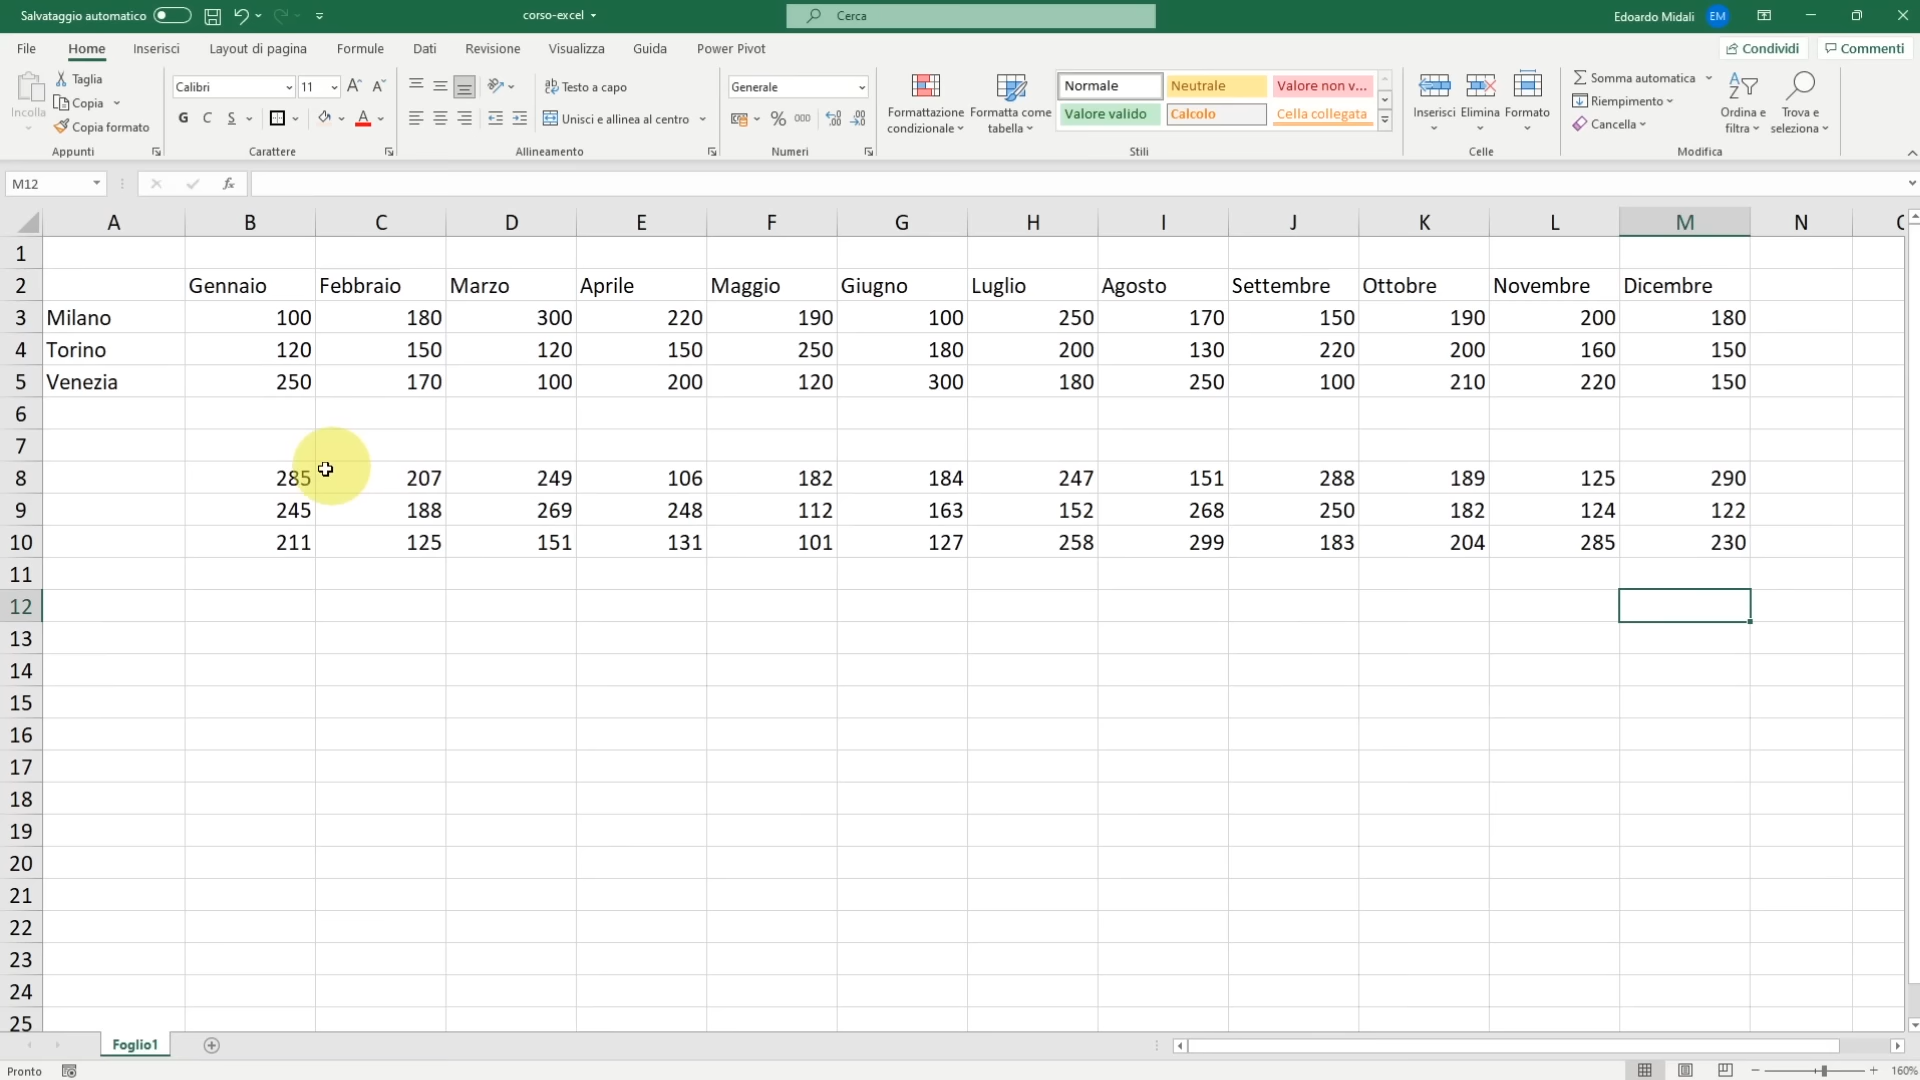 Salvataggio automatico
corso-excel
Cerca
Edoardo Midali EM
File Home Inserisci Layout di pagina Formule Dati Revisione Visualizza Guida Power Pivot
Condividi Commenti
Incolla
Taglia
Copia
Copia formato
Appunti
Calibri 11
G C S
Carattere
Testo a capo
Unisci e allinea al centro
Allineamento
Generale
% 000
Numeri
Formattazione condizionale
Formatta come tabella
Normale Neutrale Valore non v...
Valore valido Calcolo Cella collegata
Stili
Inserisci Elimina Formato
Celle
Somma automatica
Riempimento
Cancella
Ordina e filtra
Trova e seleziona
Modifica
M12 fx
A B C D E F G H I J K L M N
1
2 Gennaio Febbraio Marzo Aprile Maggio Giugno Luglio Agosto Settembre Ottobre Novembre Dicembre
3 Milano 100 180 300 220 190 100 250 170 150 190 200 180
4 Torino 120 150 120 150 250 180 200 130 220 200 160 150
5 Venezia 250 170 100 200 120 300 180 250 100 210 220 150
6
7
8 285 207 249 106 182 184 247 151 288 189 125 290
9 245 188 269 248 112 163 152 268 250 182 124 122
10 211 125 151 131 101 127 258 299 183 204 285 230
11
12
13
14
15
16
17
18
19
20
21
22
23
24
25
Foglio1
Pronto 160%